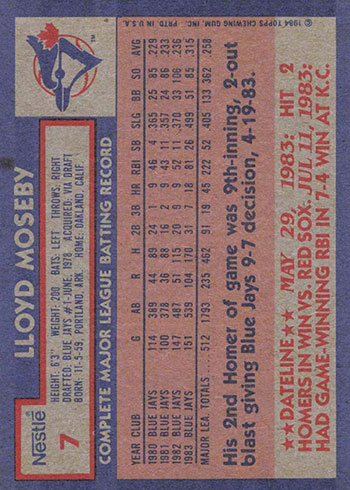 © 1984 TOPPS CHEWING GUM, INC. PRTD. IN U.S.A.
Nestlé
7
LLOYD MOSEBY
HEIGHT: 6'3" WEIGHT: 200 BATS: LEFT THROWS: RIGHT
DRAFTED: BLUE JAYS #1-JUNE, 1978 ACQUIRED: VIA DRAFT
BORN: 11-5-59, PORTLAND, ARK. HOME: OAKLAND, CALIF.
COMPLETE MAJOR LEAGUE BATTING RECORD
YEAR CLUB G AB R H 2B 3B HR RBI SB SLG BB SO AVG
1980 BLUE JAYS 114 389 44 89 24 1 9 46 4 .365 25 85 .229
1981 BLUE JAYS 100 378 36 88 16 2 9 43 11 .357 24 86 .233
1982 BLUE JAYS 147 487 51 115 20 9 9 52 11 .370 33 106 .236
1983 BLUE JAYS 151 539 104 170 31 7 18 81 27 .499 51 85 .315
MAJOR LEA. TOTALS ... 512 1793 235 462 91 19 45 222 52 .405 133 362 .258
His 2nd Homer of game was 9th-inning, 2-out
blast giving Blue Jays 9-7 decision, 4-19-83.
★★DATELINE★★ MAY 29, 1983: HIT 2
HOMERS IN WIN VS. RED SOX. JUL 11, 1983:
HAD GAME-WINNING RBI IN 7-4 WIN AT K.C.